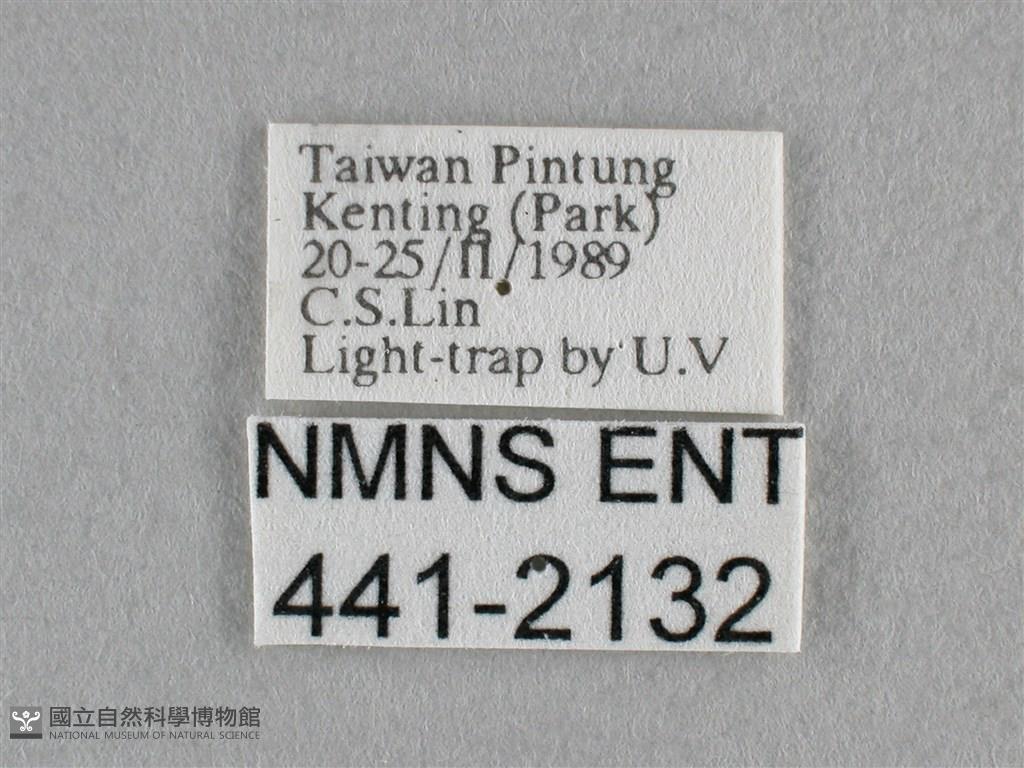 Taiwan Pintung
Kenting (Park)
20-25/II/1989
C.S.Lin
Light-trap by U.V
NMNS ENT
441-2132
國立自然科學博物館
NATIONAL MUSEUM OF NATURAL SCIENCE